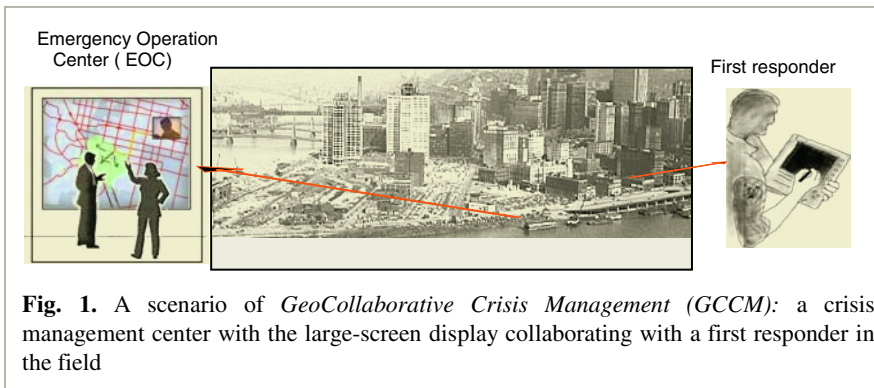 Emergency Operation
Center ( EOC)
First responder
Fig. 1. A scenario of GeoCollaborative Crisis Management (GCCM): a crisis
management center with the large-screen display collaborating with a first responder in
the field